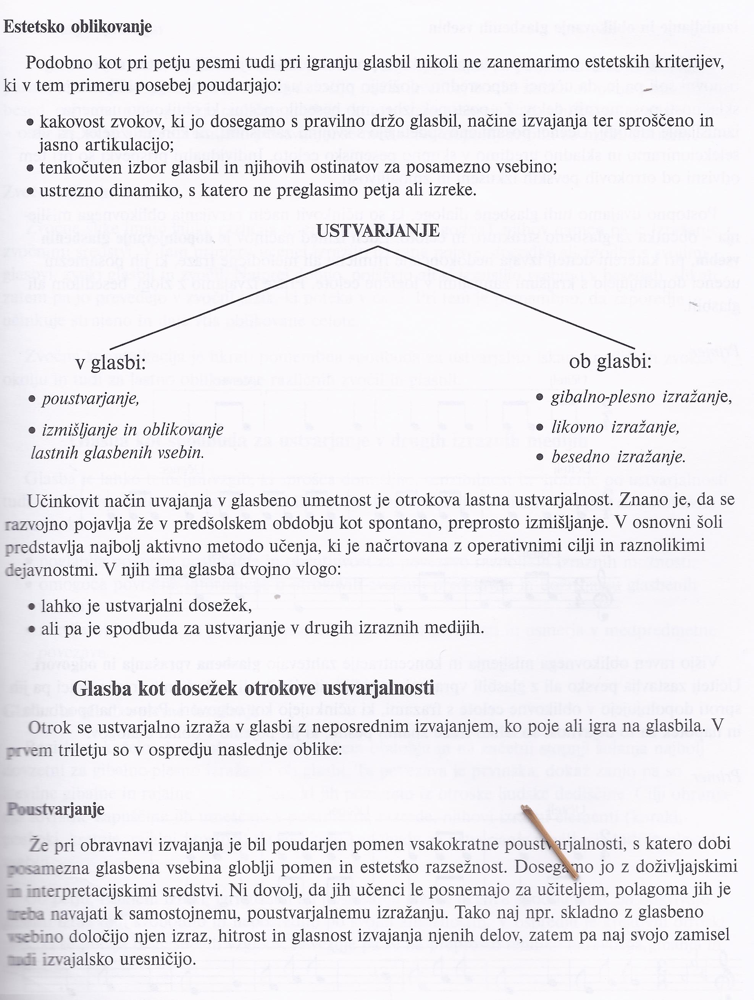 Estetsko oblikovanje
Podobno kot pri petju pesmi tudi pri igranju glasbil nikoli ne zanemarimo estetskih kriterijev,
ki v tem primeru posebej poudarjajo:
• kakovost zvokov, ki jo dosegamo s pravilno držo glasbil, načine izvajanja ter sproščeno in
jasno artikulacijo;
• tenkočuten izbor glasbil in njihovih ostinatov za posamezno vsebino;
• ustrezno dinamiko, s katero ne preglasimo petja ali izreke.
USTVARJANJE
v glasbi:
• poustvarjanje,
• izmišljanje in oblikovanje
lastnih glasbenih vsebin.
ob glasbi:
• gibalno-plesno izražanje,
• likovno izražanje,
• besedno izražanje.
Učinkovit način uvajanja v glasbeno umetnost je otrokova lastna ustvarjalnost. Znano je, da se
razvojno pojavlja že v predšolskem obdobju kot spontano, preprosto izmišljanje. V osnovni šoli
predstavlja najbolj aktivno metodo učenja, ki je načrtovana z operativnimi cilji in raznolikimi
dejavnostmi. V njih ima glasba dvojno vlogo:
• lahko je ustvarjalni dosežek,
• ali pa je spodbuda za ustvarjanje v drugih izraznih medijih.
Glasba kot dosežek otrokove ustvarjalnosti
Otrok se ustvarjalno izraža v glasbi z neposrednim izvajanjem, ko poje ali igra na glasbila. V
prvem triletju so v ospredju naslednje oblike:
Poustvarjanje
Že pri obravnavi izvajanja je bil poudarjen pomen vsakokratne poustvarjalnosti, s katero dobi
posamezna glasbena vsebina globlji pomen in estetsko razsežnost. Dosegamo jo z doživljajskimi
in interpretacijskimi sredstvi. Ni dovolj, da jih učenci le posnemajo za učiteljem, polagoma jih je
treba navajati k samostojnemu, poustvarjalnemu izražanju. Tako naj npr. skladno z glasbeno
vsebino določijo njen izraz, hitrost in glasnost izvajanja njenih delov, zatem pa naj svojo zamisel
tudi izvajalsko uresničijo.